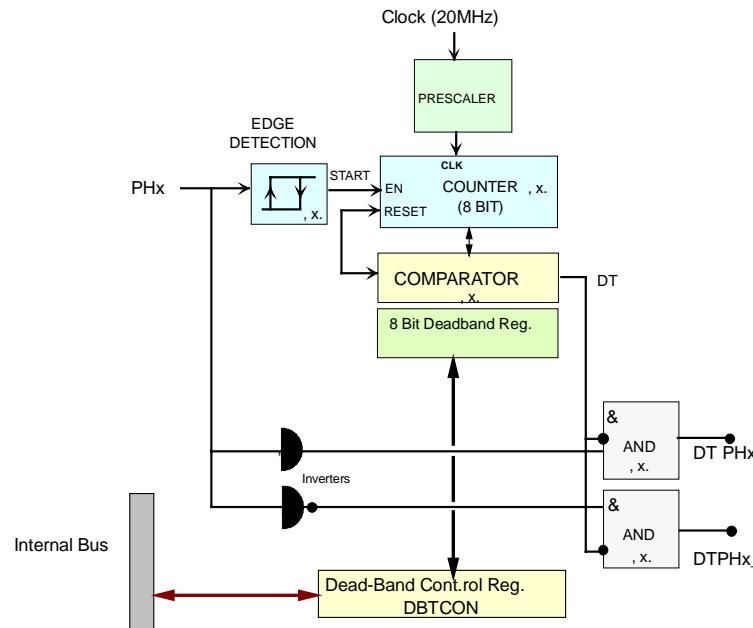 Clock (20MHz)
PRESCALER
EDGE
DETECTION
CLK
START
PHx
EN
COUNTER , x.
(8 BIT)
RESET
, x.
COMPARATOR
, x.
DT
8 Bit Deadband Reg.
&
AND
, x.
DT PHx
Inverters
&
AND
, x.
DTPHx_
Internal Bus
Dead-Band Cont.rol Reg.
DBTCON